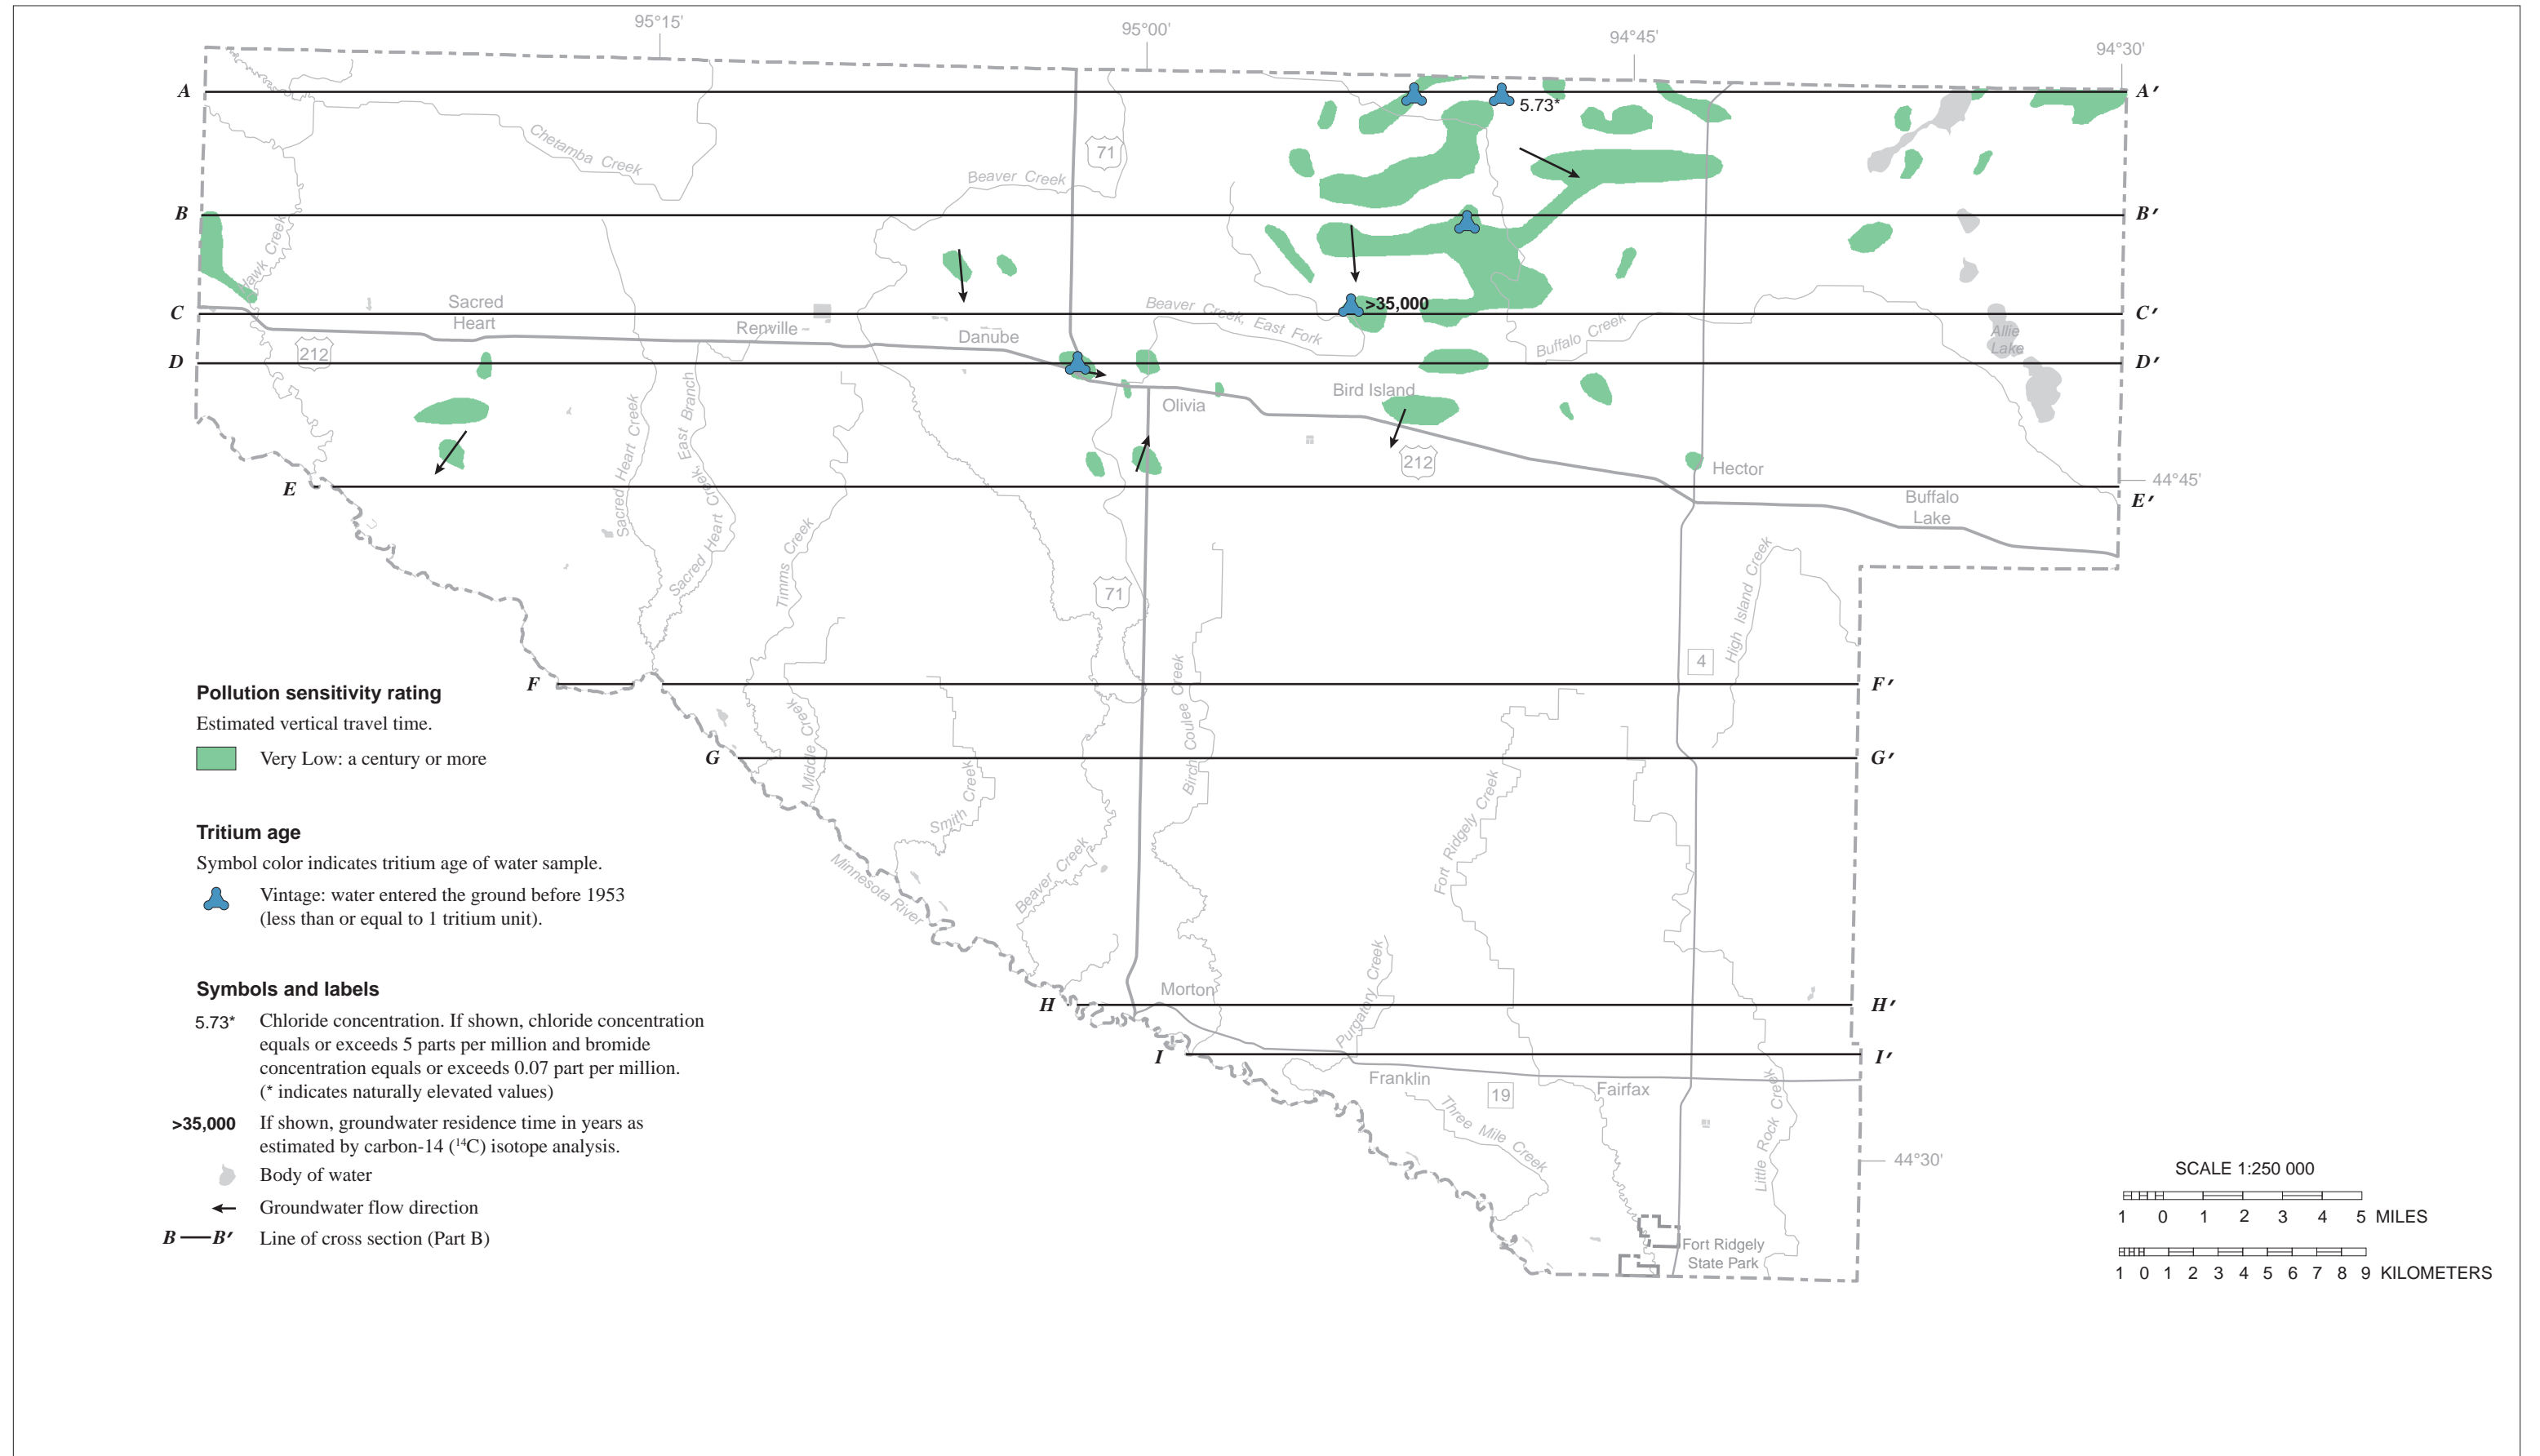 95°15'
95°00'
94°45'
94°30'
A
A′
5.73*
Chetamba Creek
71
Beaver Creek
B
B′
Hawk Creek
>35,000
Sacred
Heart
Renville
Danube
Beaver Creek, East Fork
Buffalo Creek
C
C′
Allie
Lake
212
D
D′
Bird Island
Olivia
Sacred Heart Creek
Sacred Heart Creek, East Branch
212
Hector
44°45'
E
E′
Buffalo
Lake
Timms Creek
High Island Creek
71
4
Birch Coulee Creek
F
F′
Middle Creek
G
G′
Smith Creek
Fort Ridgely Creek
Minnesota River
Beaver Creek
Purgatory Creek
Morton
H
H′
I
I′
Franklin
19
Fairfax
Three Mile Creek
Little Rock Creek
44°30'
Fort Ridgely
State Park
Pollution sensitivity rating
Estimated vertical travel time.
Very Low: a century or more
Tritium age
Symbol color indicates tritium age of water sample.
Vintage: water entered the ground before 1953
(less than or equal to 1 tritium unit).
Symbols and labels
5.73* Chloride concentration. If shown, chloride concentration
equals or exceeds 5 parts per million and bromide
concentration equals or exceeds 0.07 part per million.
(* indicates naturally elevated values)
>35,000 If shown, groundwater residence time in years as
estimated by carbon-14 (¹⁴C) isotope analysis.
Body of water
Groundwater flow direction
B — B′ Line of cross section (Part B)
SCALE 1:250 000
1 0 1 2 3 4 5 MILES
1 0 1 2 3 4 5 6 7 8 9 KILOMETERS